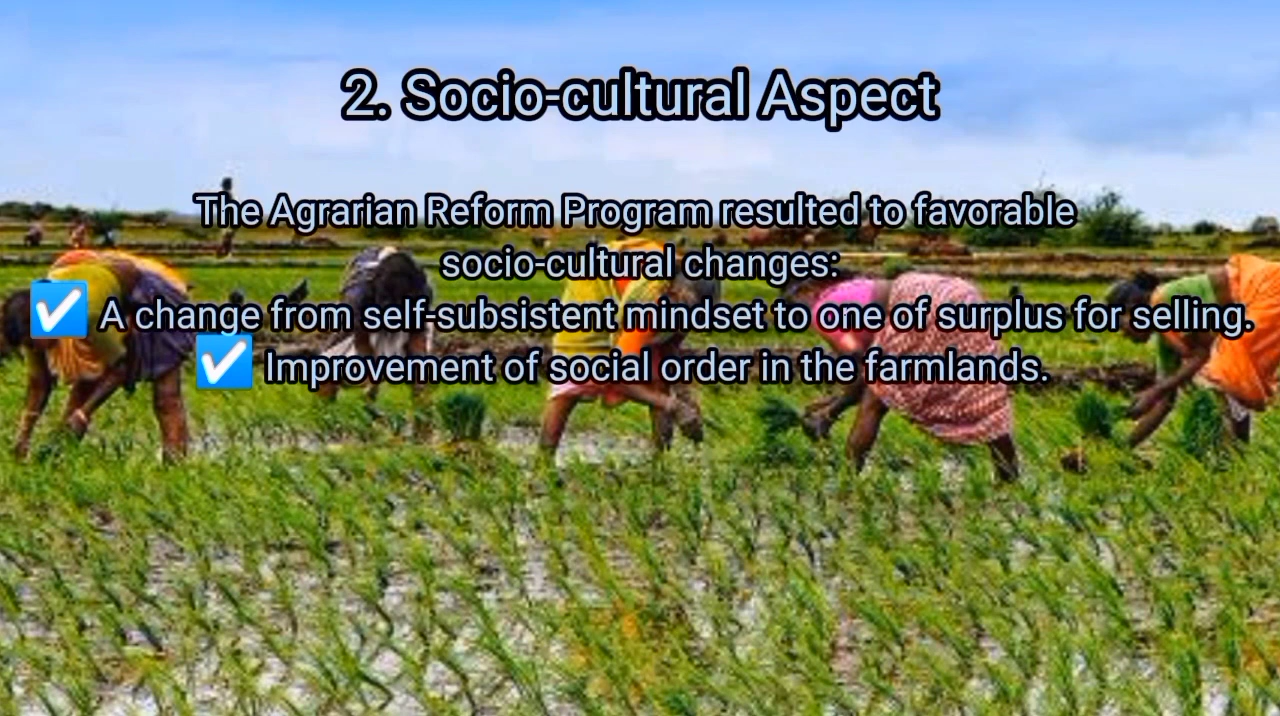 2. Socio-cultural Aspect
The Agrarian Reform Program resulted to favorable
socio-cultural changes:
☑ A change from self-subsistent mindset to one of surplus for selling.
☑ Improvement of social order in the farmlands.